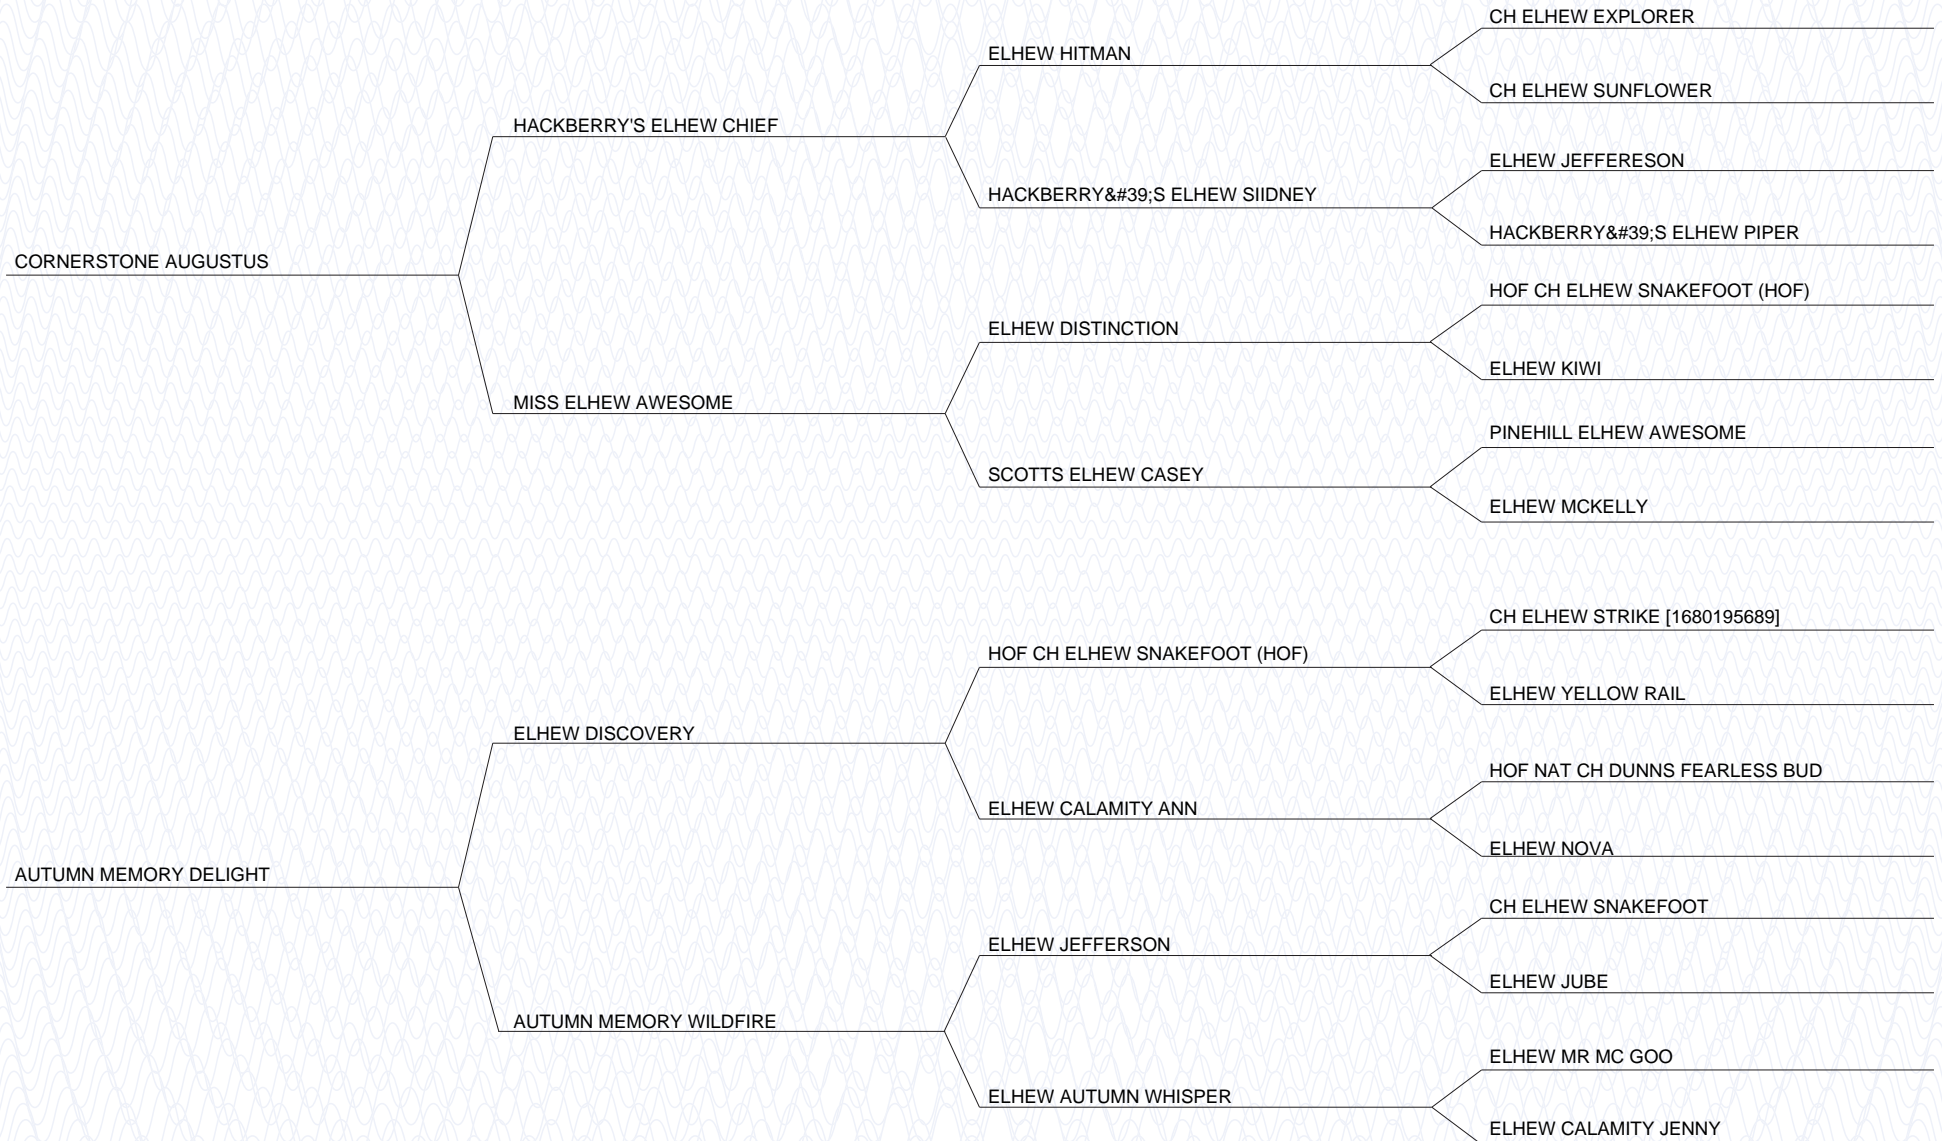 CH ELHEW EXPLORER
ELHEW HITMAN
CH ELHEW SUNFLOWER
HACKBERRY'S ELHEW CHIEF
ELHEW JEFFERESON
HACKBERRY&#39;S ELHEW SIIDNEY
HACKBERRY&#39;S ELHEW PIPER
CORNERSTONE AUGUSTUS
HOF CH ELHEW SNAKEFOOT (HOF)
ELHEW DISTINCTION
ELHEW KIWI
MISS ELHEW AWESOME
PINEHILL ELHEW AWESOME
SCOTTS ELHEW CASEY
ELHEW MCKELLY
CH ELHEW STRIKE [1680195689]
HOF CH ELHEW SNAKEFOOT (HOF)
ELHEW YELLOW RAIL
ELHEW DISCOVERY
HOF NAT CH DUNNS FEARLESS BUD
ELHEW CALAMITY ANN
ELHEW NOVA
AUTUMN MEMORY DELIGHT
CH ELHEW SNAKEFOOT
ELHEW JEFFERSON
ELHEW JUBE
AUTUMN MEMORY WILDFIRE
ELHEW MR MC GOO
ELHEW AUTUMN WHISPER
ELHEW CALAMITY JENNY